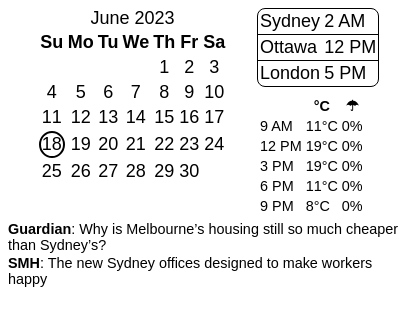 June 2023
Su Mo Tu We Th Fr Sa
1 2 3
4 5 6 7 8 9 10
11 12 13 14 15 16 17
18 19 20 21 22 23 24
25 26 27 28 29 30
Sydney 2 AM
Ottawa 12 PM
London 5 PM
°C ☂
9 AM 11°C 0%
12 PM 19°C 0%
3 PM 19°C 0%
6 PM 11°C 0%
9 PM 8°C 0%
Guardian: Why is Melbourne’s housing still so much cheaper
than Sydney’s?
SMH: The new Sydney offices designed to make workers
happy